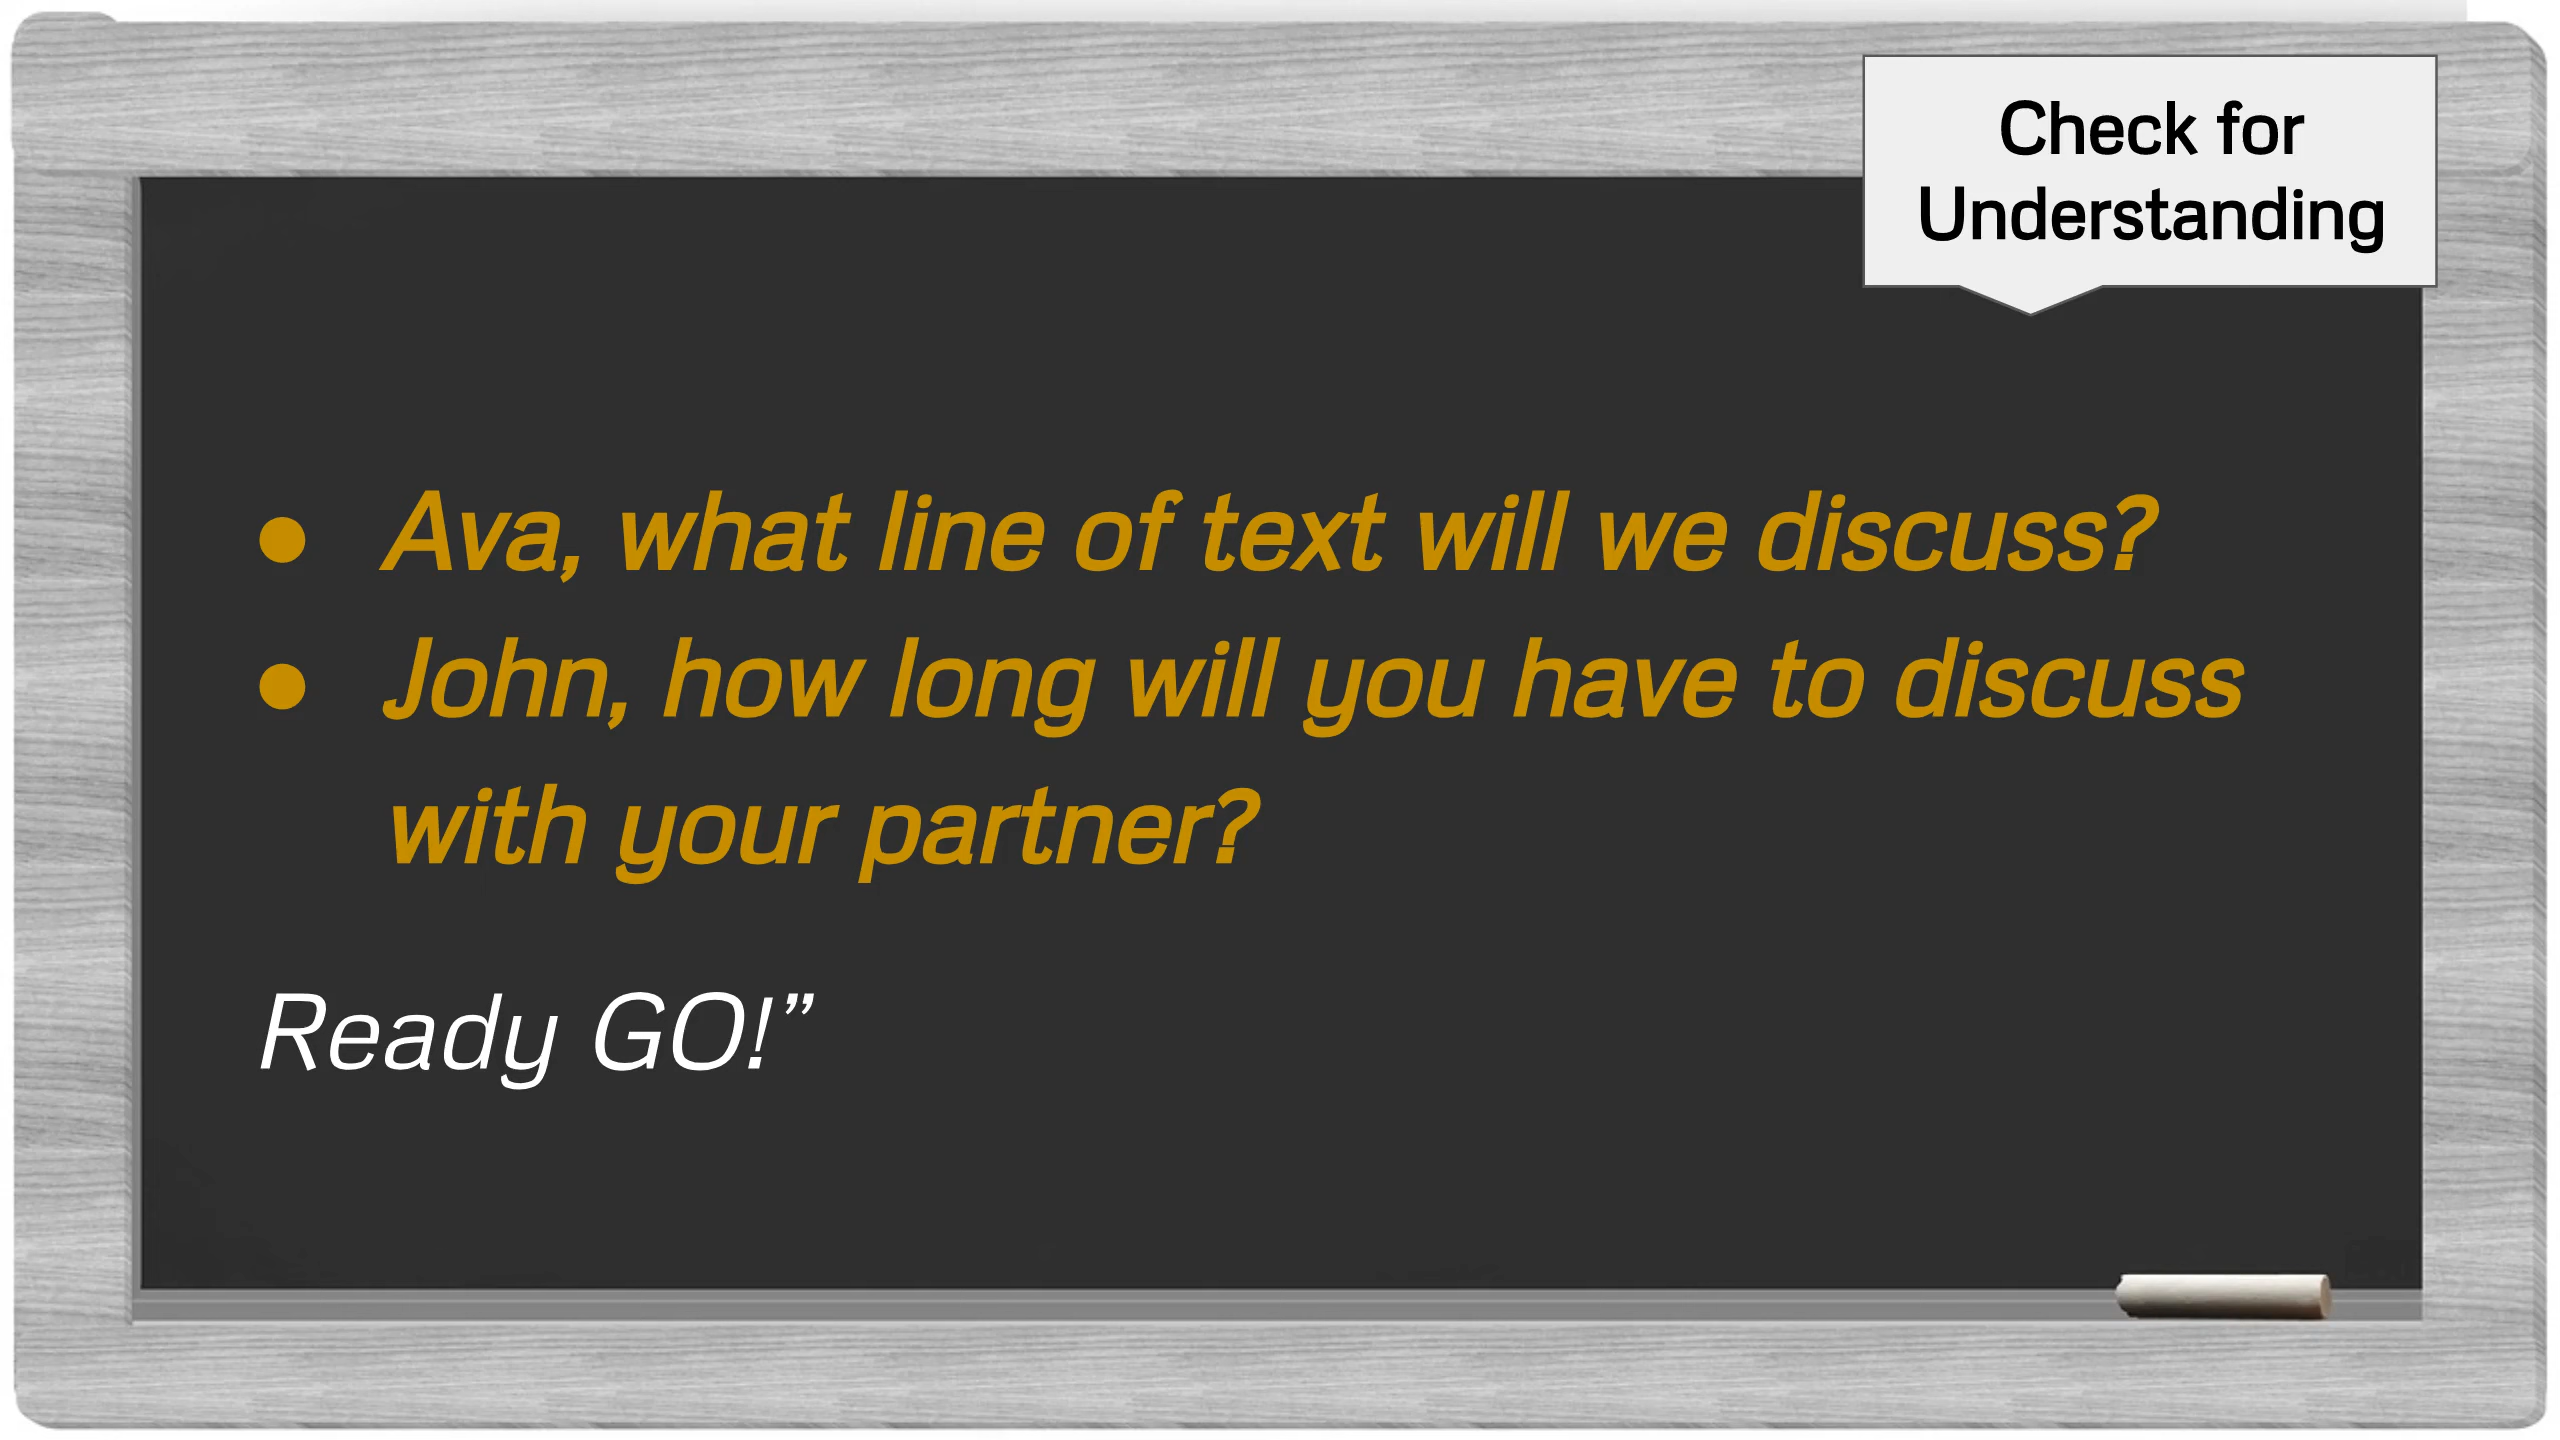 Check for
Understanding
● Ava, what line of text will we discuss?
● John, how long will you have to discuss
with your partner?
Ready GO!”